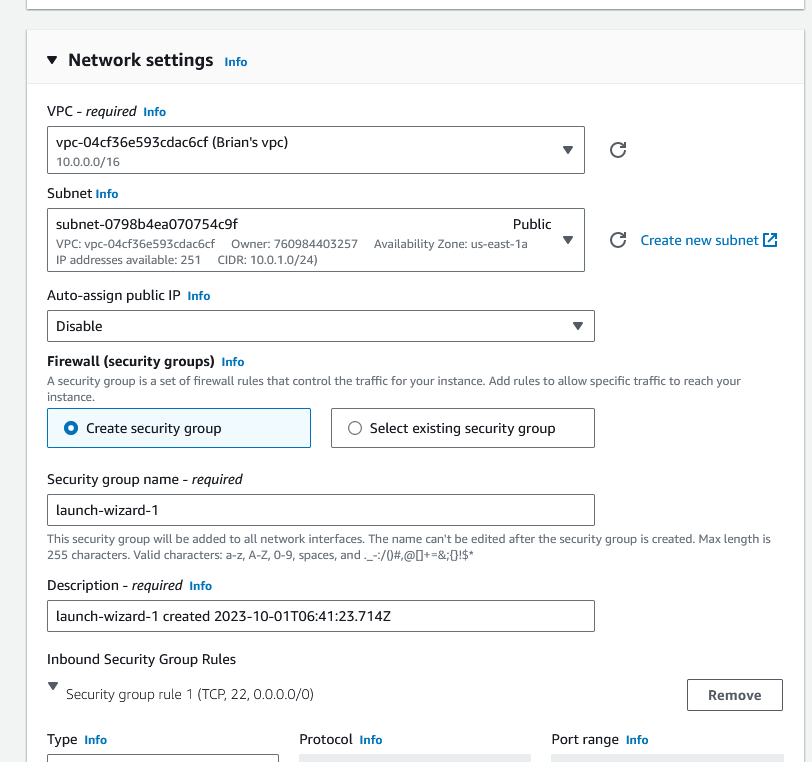 Network settings Info
VPC - required Info
vpc-04cf36e593cdac6cf (Brian's vpc)
10.0.0.0/16
Subnet Info
subnet-0798b4ea070754c9f Public
VPC: vpc-04cf36e593cdac6cf Owner: 760984403257 Availability Zone: us-east-1a
IP addresses available: 251 CIDR: 10.0.1.0/24)
Create new subnet
Auto-assign public IP Info
Disable
Firewall (security groups) Info
A security group is a set of firewall rules that control the traffic for your instance. Add rules to allow specific traffic to reach your
instance.
Create security group
Select existing security group
Security group name - required
launch-wizard-1
This security group will be added to all network interfaces. The name can't be edited after the security group is created. Max length is
255 characters. Valid characters: a-z, A-Z, 0-9, spaces, and ._-:/()#,@[]+=&;{}!$*
Description - required Info
launch-wizard-1 created 2023-10-01T06:41:23.714Z
Inbound Security Group Rules
Security group rule 1 (TCP, 22, 0.0.0.0/0)
Remove
Type Info Protocol Info Port range Info